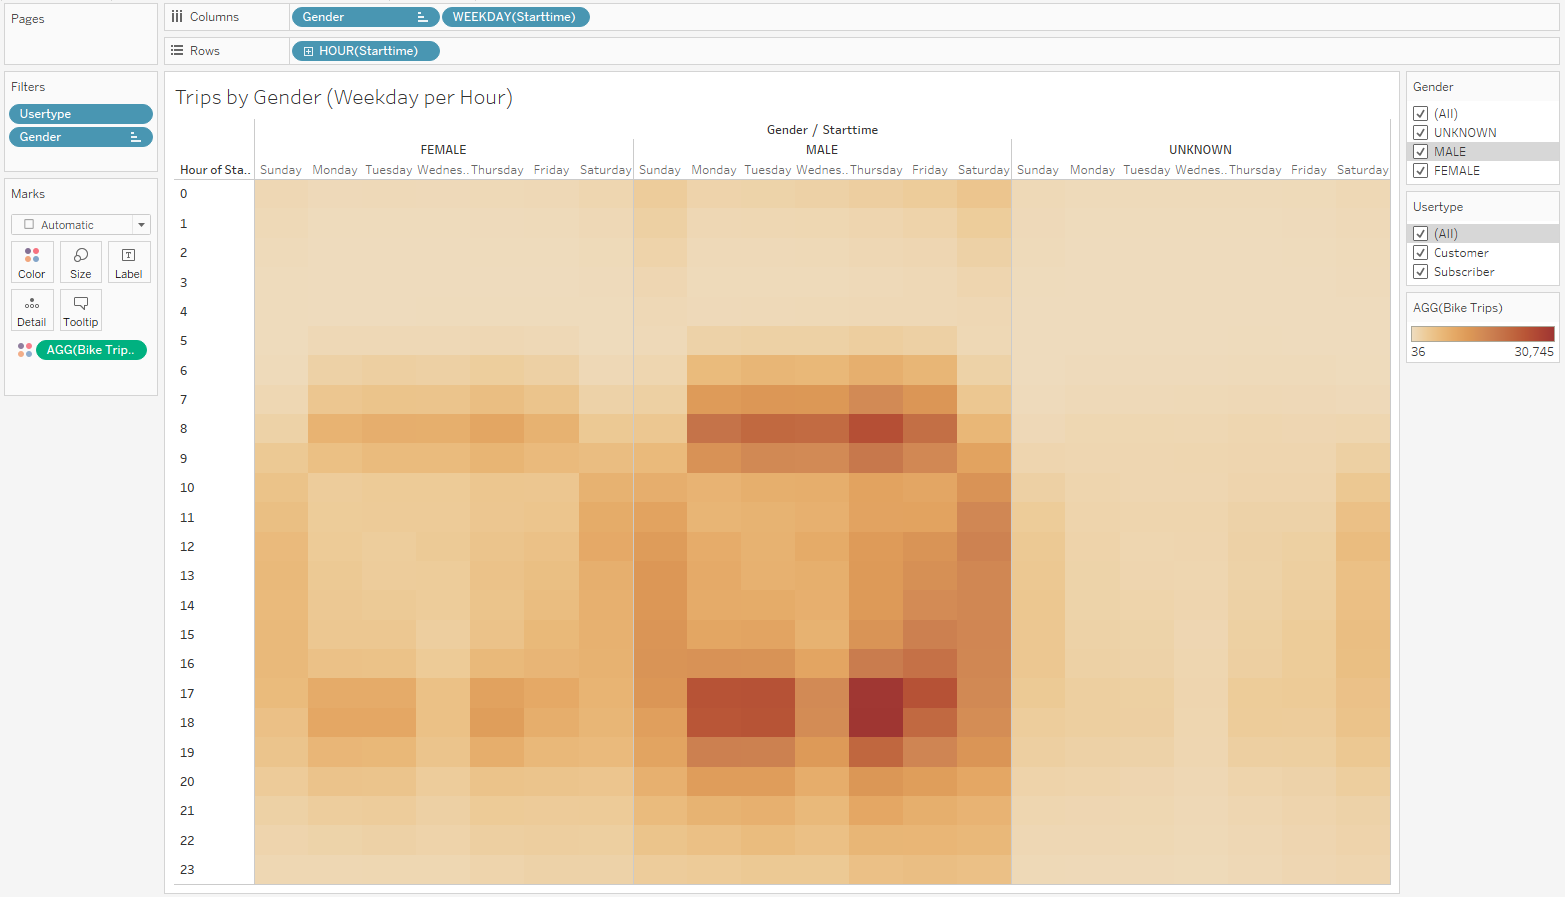 Pages
Columns Gender WEEKDAY(Starttime)
Rows HOUR(Starttime)
Filters
Usertype
Gender
Marks
Automatic
Color Size Label
Detail Tooltip
AGG(Bike Trip..
Trips by Gender (Weekday per Hour)
Gender / Starttime
FEMALE MALE UNKNOWN
Hour of Sta.. Sunday Monday Tuesday Wednes.. Thursday Friday Saturday Sunday Monday Tuesday Wednes.. Thursday Friday Saturday Sunday Monday Tuesday Wednes.. Thursday Friday Saturday
0
1
2
3
4
5
6
7
8
9
10
11
12
13
14
15
16
17
18
19
20
21
22
23
Gender
(All)
UNKNOWN
MALE
FEMALE
Usertype
(All)
Customer
Subscriber
AGG(Bike Trips)
36 30,745